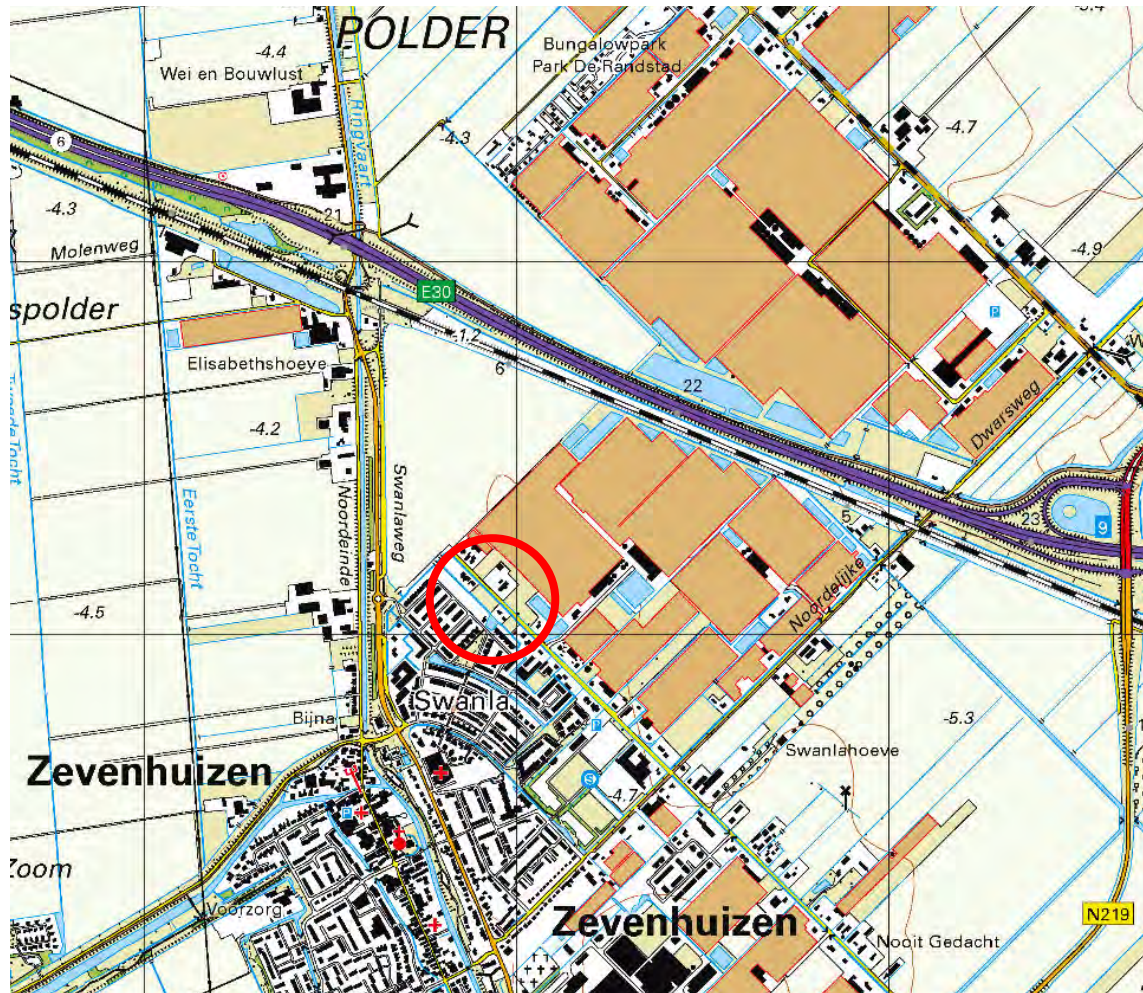 POLDER
-4.4
Wei en Bouwlust
Bungalowpark
Park De Randstad
Ringvaart
-4.3
-4.7
6
-4.3
21
Molenweg
-4.9
E30
spolder
-1.2
6
22
Elisabethshoeve
P
Dwarsweg
-4.2
Swanlaweg
Noordeinde
Eerste Tocht
Tweede Tocht
5
23
9
Noordelijke
-4.5
Swanla
Bijna
P
-5.3
Swanlahoeve
Zevenhuizen
S
-4.7
P
Zoom
Voorzorg
Zevenhuizen
N219
Nooit Gedacht